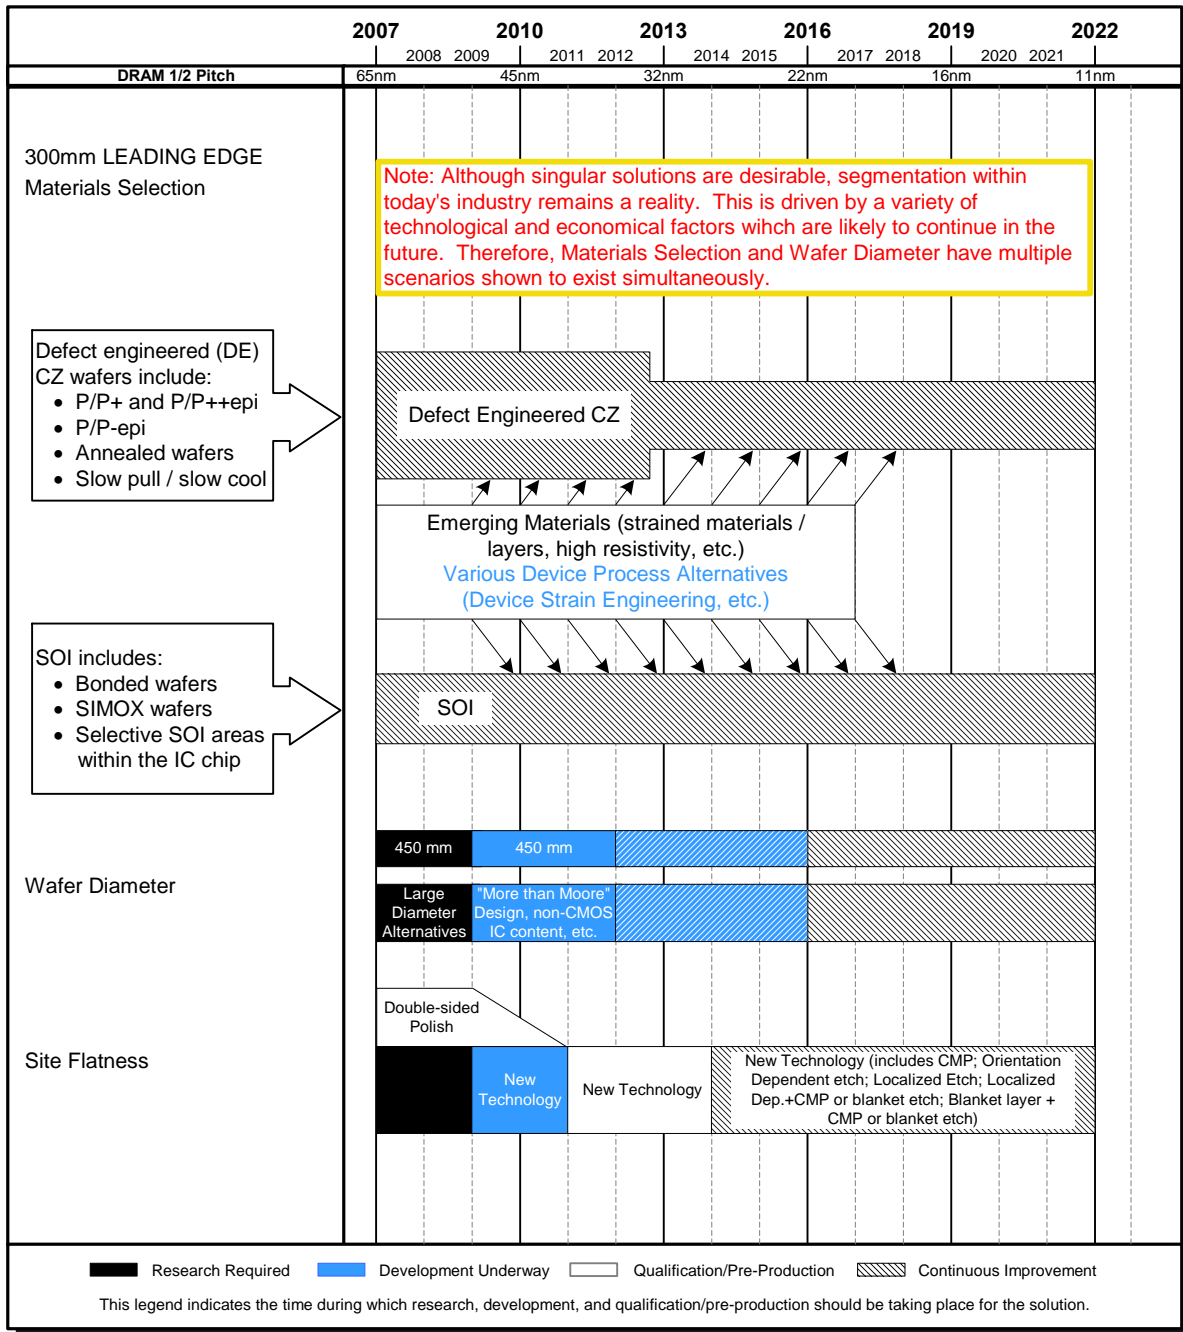 2007 2010 2013 2016 2019 2022
2008 2009 2011 2012 2014 2015 2017 2018 2020 2021
DRAM 1/2 Pitch 65nm 45nm 32nm 22nm 16nm 11nm
300mm LEADING EDGE
Materials Selection
Note: Although singular solutions are desirable, segmentation within
today's industry remains a reality. This is driven by a variety of
technological and economical factors wihch are likely to continue in the
future. Therefore, Materials Selection and Wafer Diameter have multiple
scenarios shown to exist simultaneously.
Defect engineered (DE)
CZ wafers include:
• P/P+ and P/P++epi
• P/P-epi
• Annealed wafers
• Slow pull / slow cool
Defect Engineered CZ
Emerging Materials (strained materials /
layers, high resistivity, etc.)
Various Device Process Alternatives
(Device Strain Engineering, etc.)
SOI includes:
• Bonded wafers
• SIMOX wafers
• Selective SOI areas
within the IC chip
SOI
Wafer Diameter
450 mm 450 mm
Large
Diameter
Alternatives
"More than Moore"
Design, non-CMOS
IC content, etc.
Site Flatness
Double-sided
Polish
New
Technology
New Technology
New Technology (includes CMP; Orientation
Dependent etch; Localized Etch; Localized
Dep.+CMP or blanket etch; Blanket layer +
CMP or blanket etch)
Research Required Development Underway Qualification/Pre-Production Continuous Improvement
This legend indicates the time during which research, development, and qualification/pre-production should be taking place for the solution.